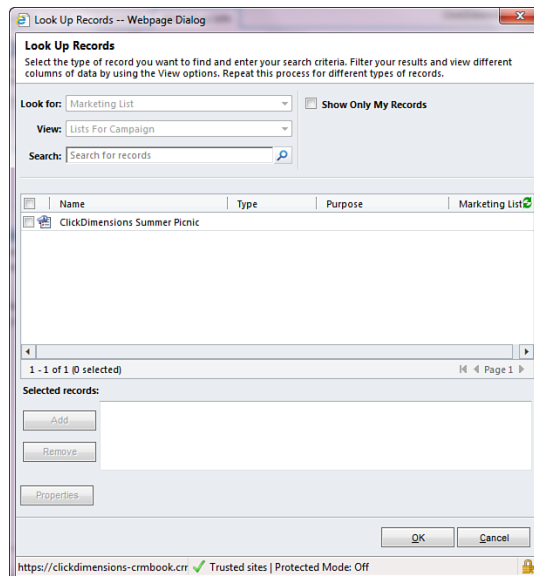 Look Up Records -- Webpage Dialog
Look Up Records
Select the type of record you want to find and enter your search criteria. Filter your results and view different
columns of data by using the View options. Repeat this process for different types of records.
Look for: Marketing List
Show Only My Records
View: Lists For Campaign
Search: Search for records
Name Type Purpose Marketing List
ClickDimensions Summer Picnic
1 - 1 of 1 (0 selected) Page 1
Selected records:
Add
Remove
Properties
OK Cancel
https://clickdimensions-crmbook.crr Trusted sites | Protected Mode: Off